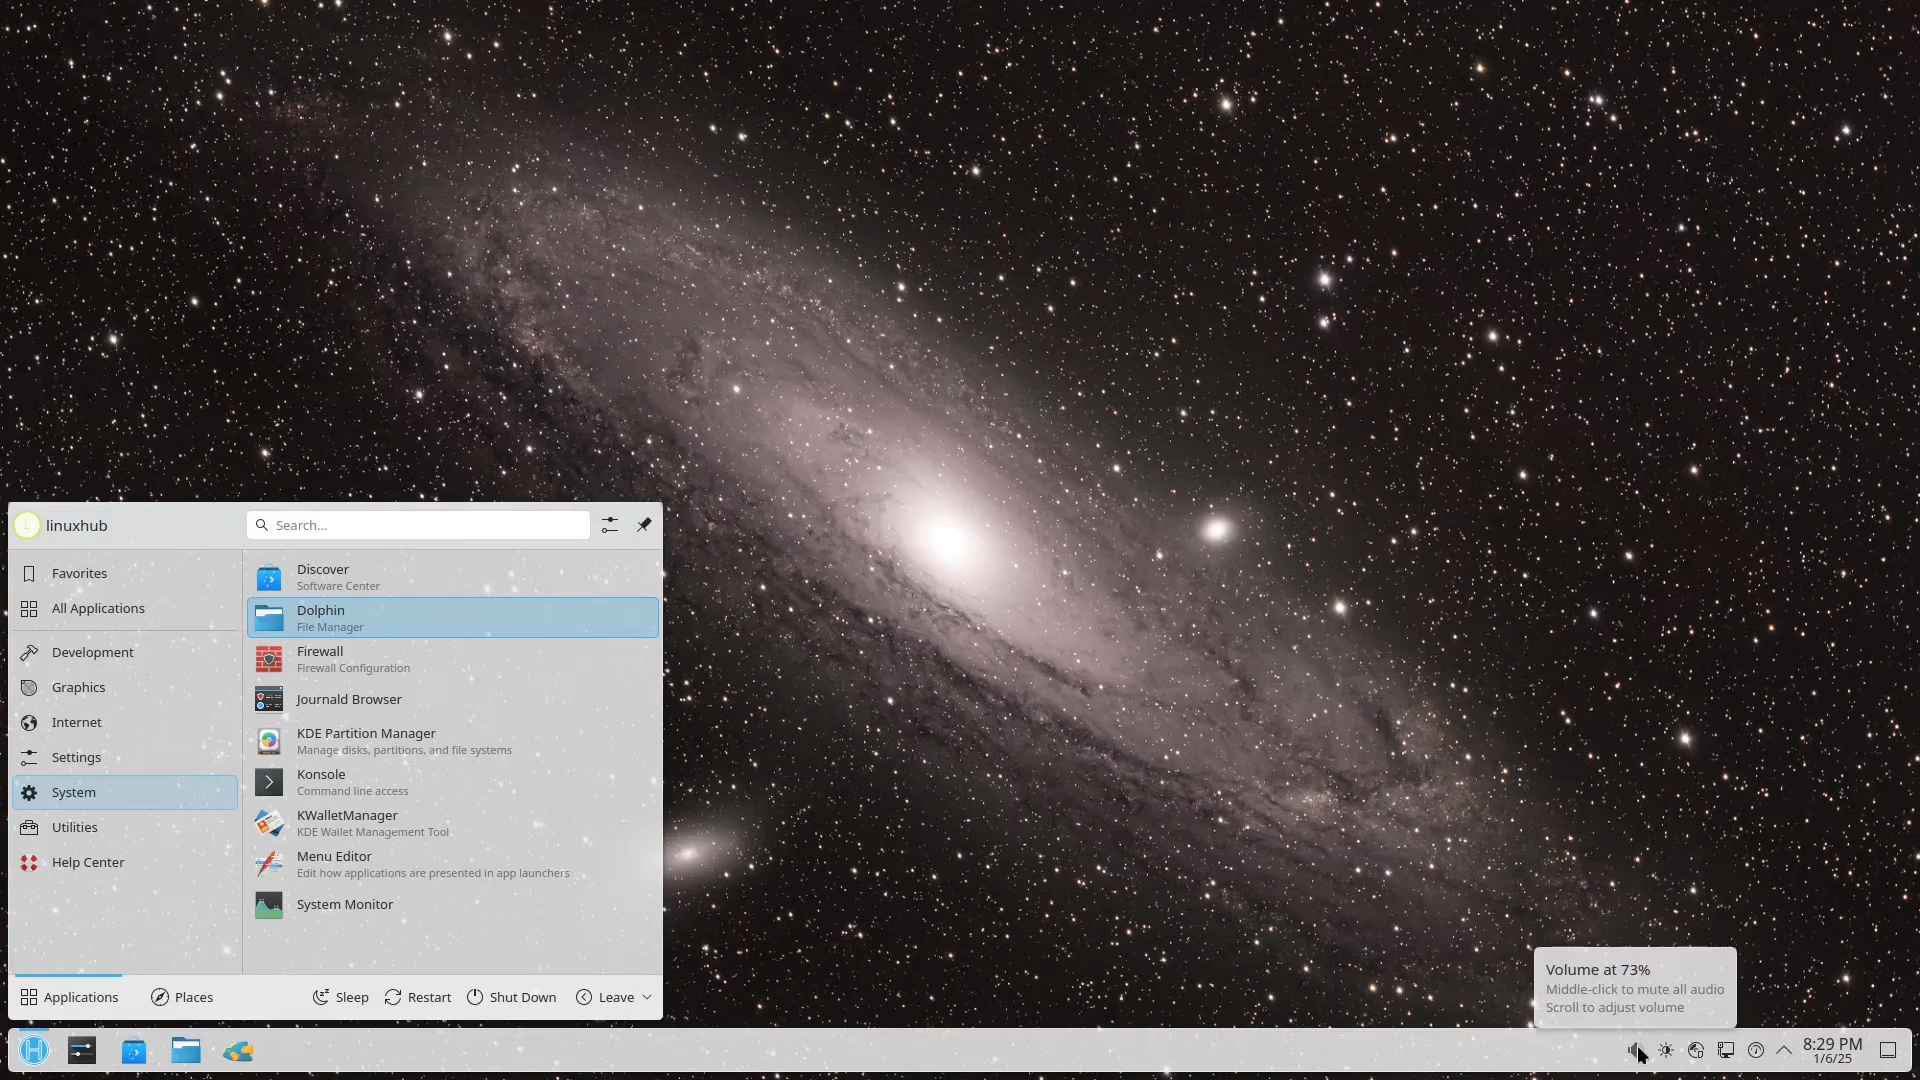 linuxhub
Search...
Favorites
All Applications
Development
Graphics
Internet
Settings
System
Utilities
Help Center
Discover
Software Center
Dolphin
File Manager
Firewall
Firewall Configuration
Journald Browser
KDE Partition Manager
Manage disks, partitions, and file systems
Konsole
Command line access
KWalletManager
KDE Wallet Management Tool
Menu Editor
Edit how applications are presented in app launchers
System Monitor
Applications Places Sleep Restart Shut Down Leave
Volume at 73%
Middle-click to mute all audio
Scroll to adjust volume
8:29 PM
1/6/25